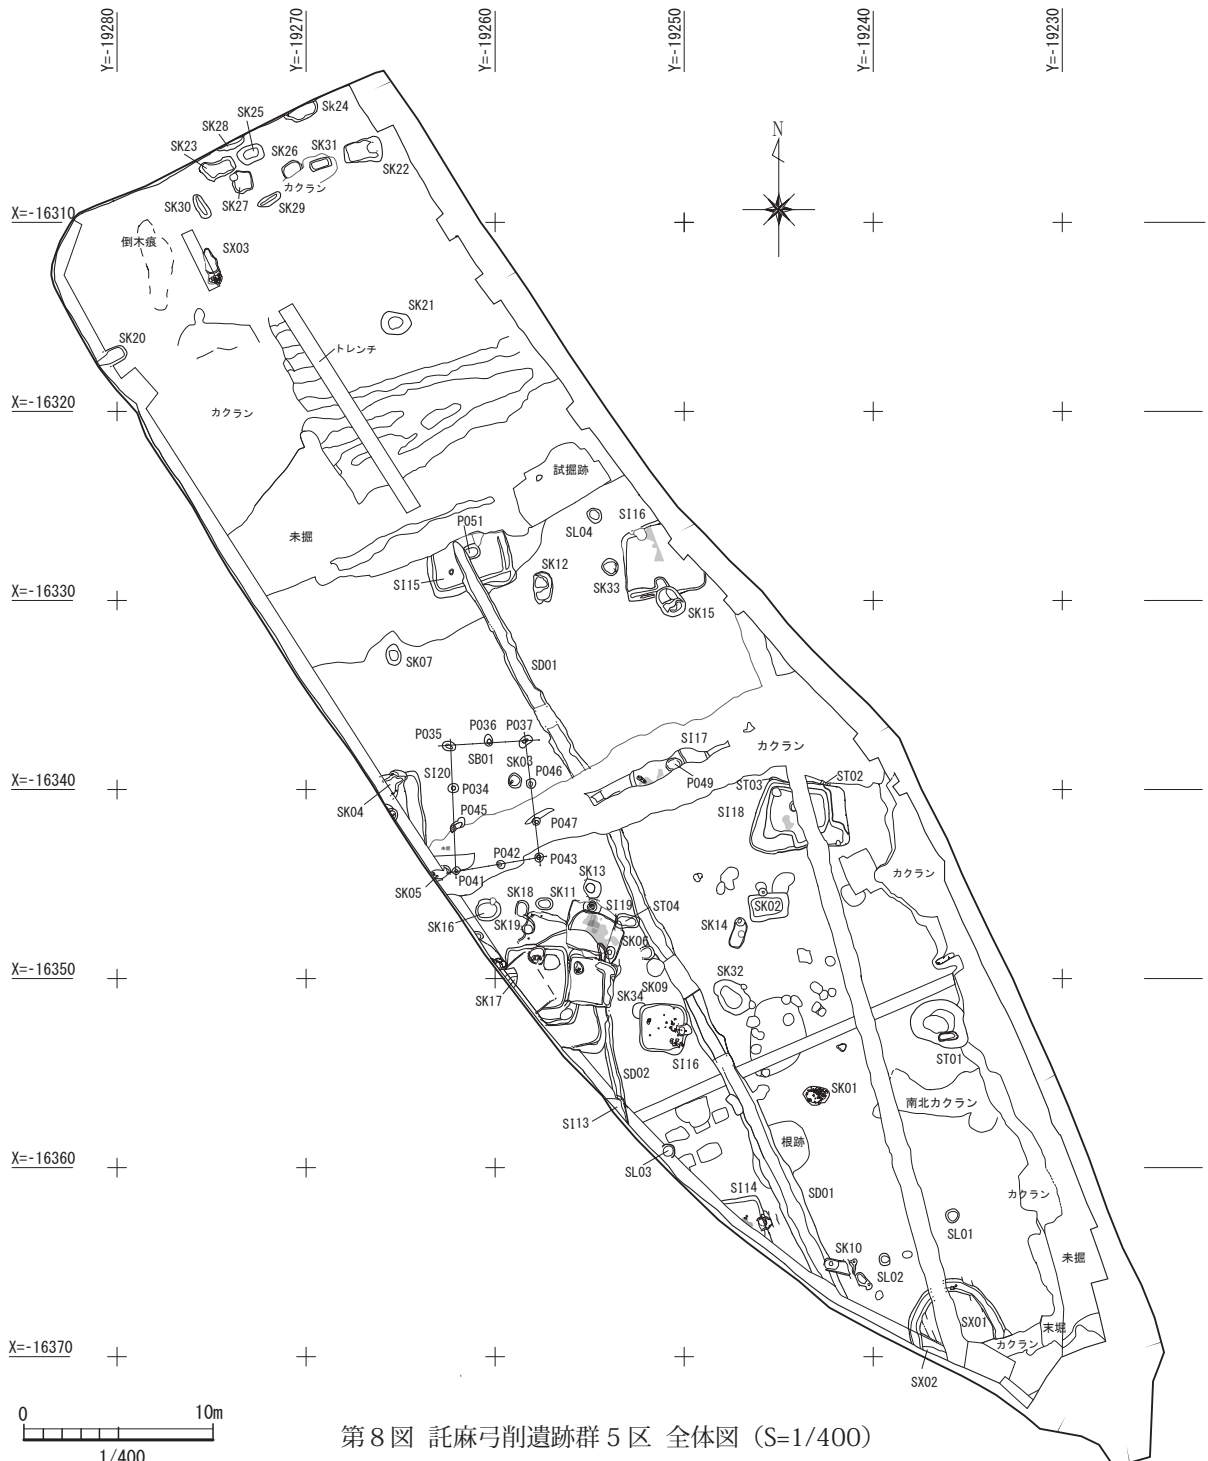 Y=-19280
Y=-19270
Y=-19260
Y=-19250
Y=-19240
Y=-19230
Sk24
SK25
SK28
SK23
SK26
SK31
SK22
カクラン
SK27
SK30
SK29
N
X=-16310
倒木痕
SX03
SK21
SK20
トレンチ
X=-16320
カクラン
試掘跡
P051
SL04
SI16
未掘
SI15
SK12
SK33
SK15
X=-16330
SK07
SD01
P035
P036
P037
SB01
SI17
カクラン
SI20
SK03
P046
P049
ST03
ST02
X=-16340
P034
SI18
SK04
P045
P047
P042
P043
P041
SK05
SK13
カクラン
SK18
SK11
SI19
ST04
SK02
SK16
SK19
SK06
SK14
X=-16350
SK17
SK34
SK09
SK32
ST01
SI16
SD02
SK01
南北カクラン
SI13
根跡
X=-16360
SL03
SI14
SD01
カクラン
SL01
SK10
SL02
未掘
SX01
末堀
カクラン
X=-16370
SX02
0 10m
1/400
第8図 託麻弓削遺跡群5区 全体図（S=1/400）